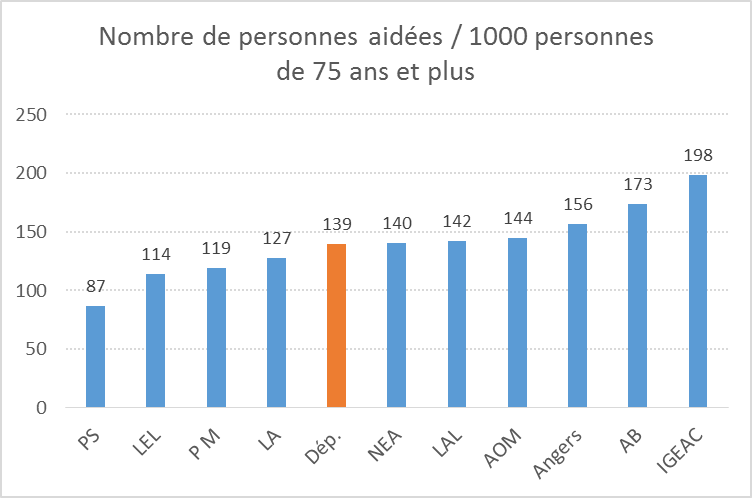 Nombre de personnes aidées / 1000 personnes
de 75 ans et plus
250
200
150
100
50
0
87
114
119
127
139
140
142
144
156
173
198
PS
LEL
P M
LA
Dép.
NEA
LAL
AOM
Angers
AB
IGEAC